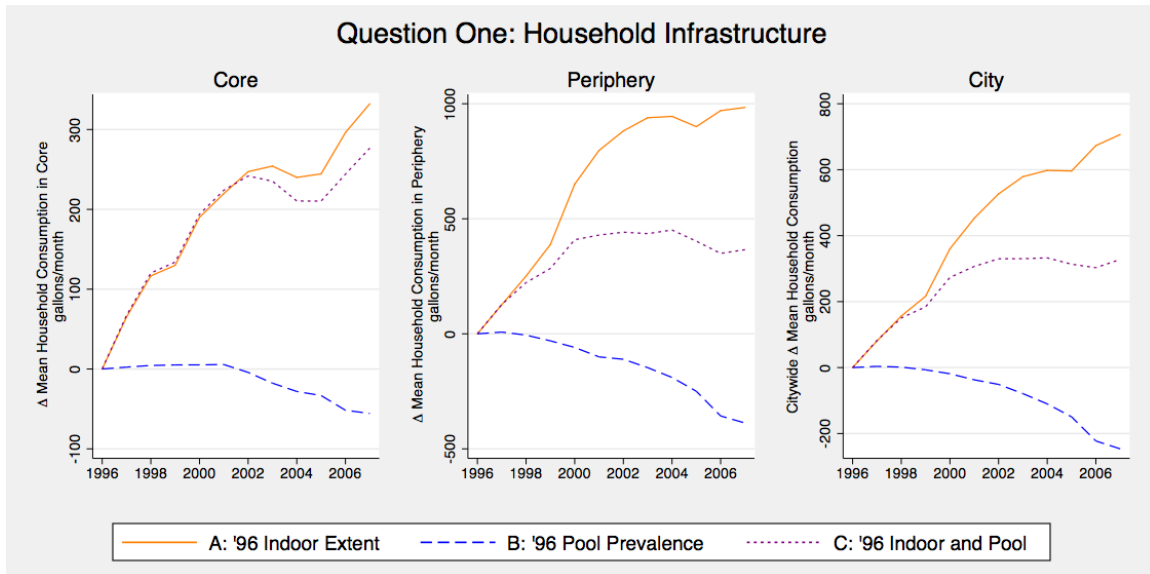 Question One: Household Infrastructure
Core
Δ Mean Household Consumption in Core
gallons/month
300
200
100
0
-100
1996 1998 2000 2002 2004 2006
Periphery
Δ Mean Household Consumption in Periphery
gallons/month
1000
500
0
-500
1996 1998 2000 2002 2004 2006
City
Citywide Δ Mean Household Consumption
gallons/month
800
600
400
200
0
-200
1996 1998 2000 2002 2004 2006
A: '96 Indoor Extent B: '96 Pool Prevalence C: '96 Indoor and Pool